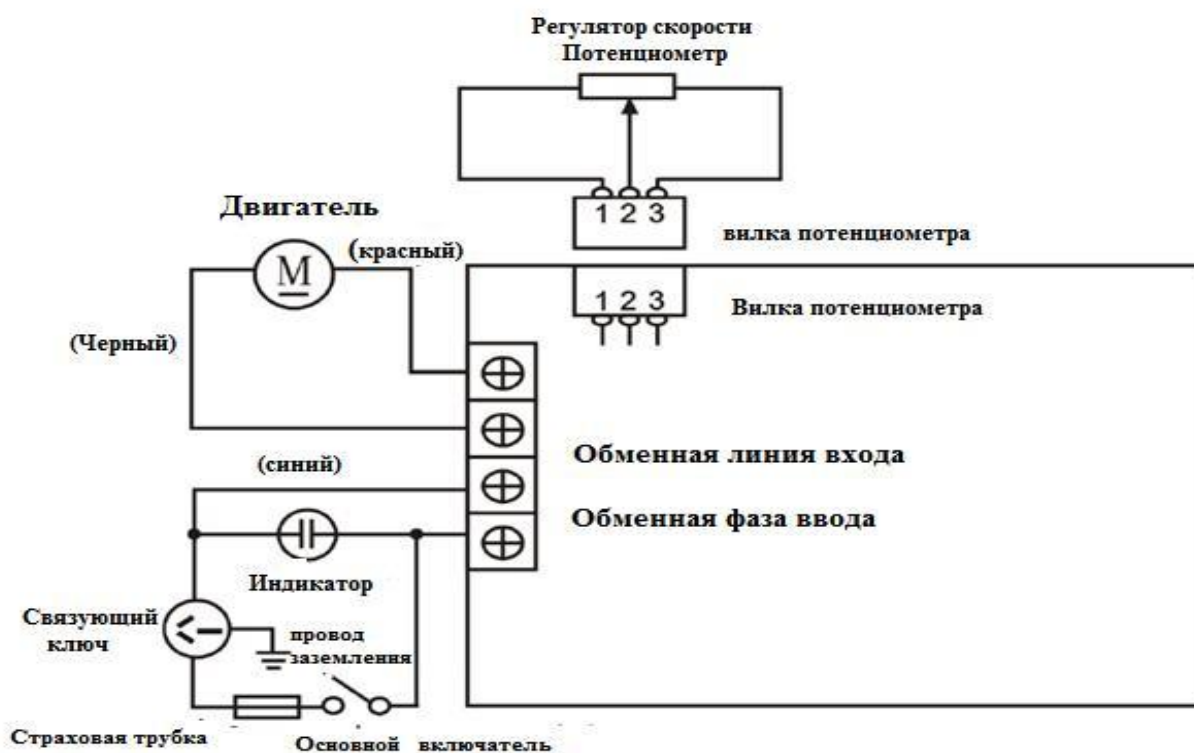 Регулятор скорости
Потенциометр
1 2 3
вилка потенциометра
Двигатель
(красный)
М
1 2 3
Вилка потенциометра
(Черный)
Обменная линия входа
(синий)
Обменная фаза ввода
Индикатор
Связующий
ключ
провод
заземления
Страховая трубка
Основной включатель